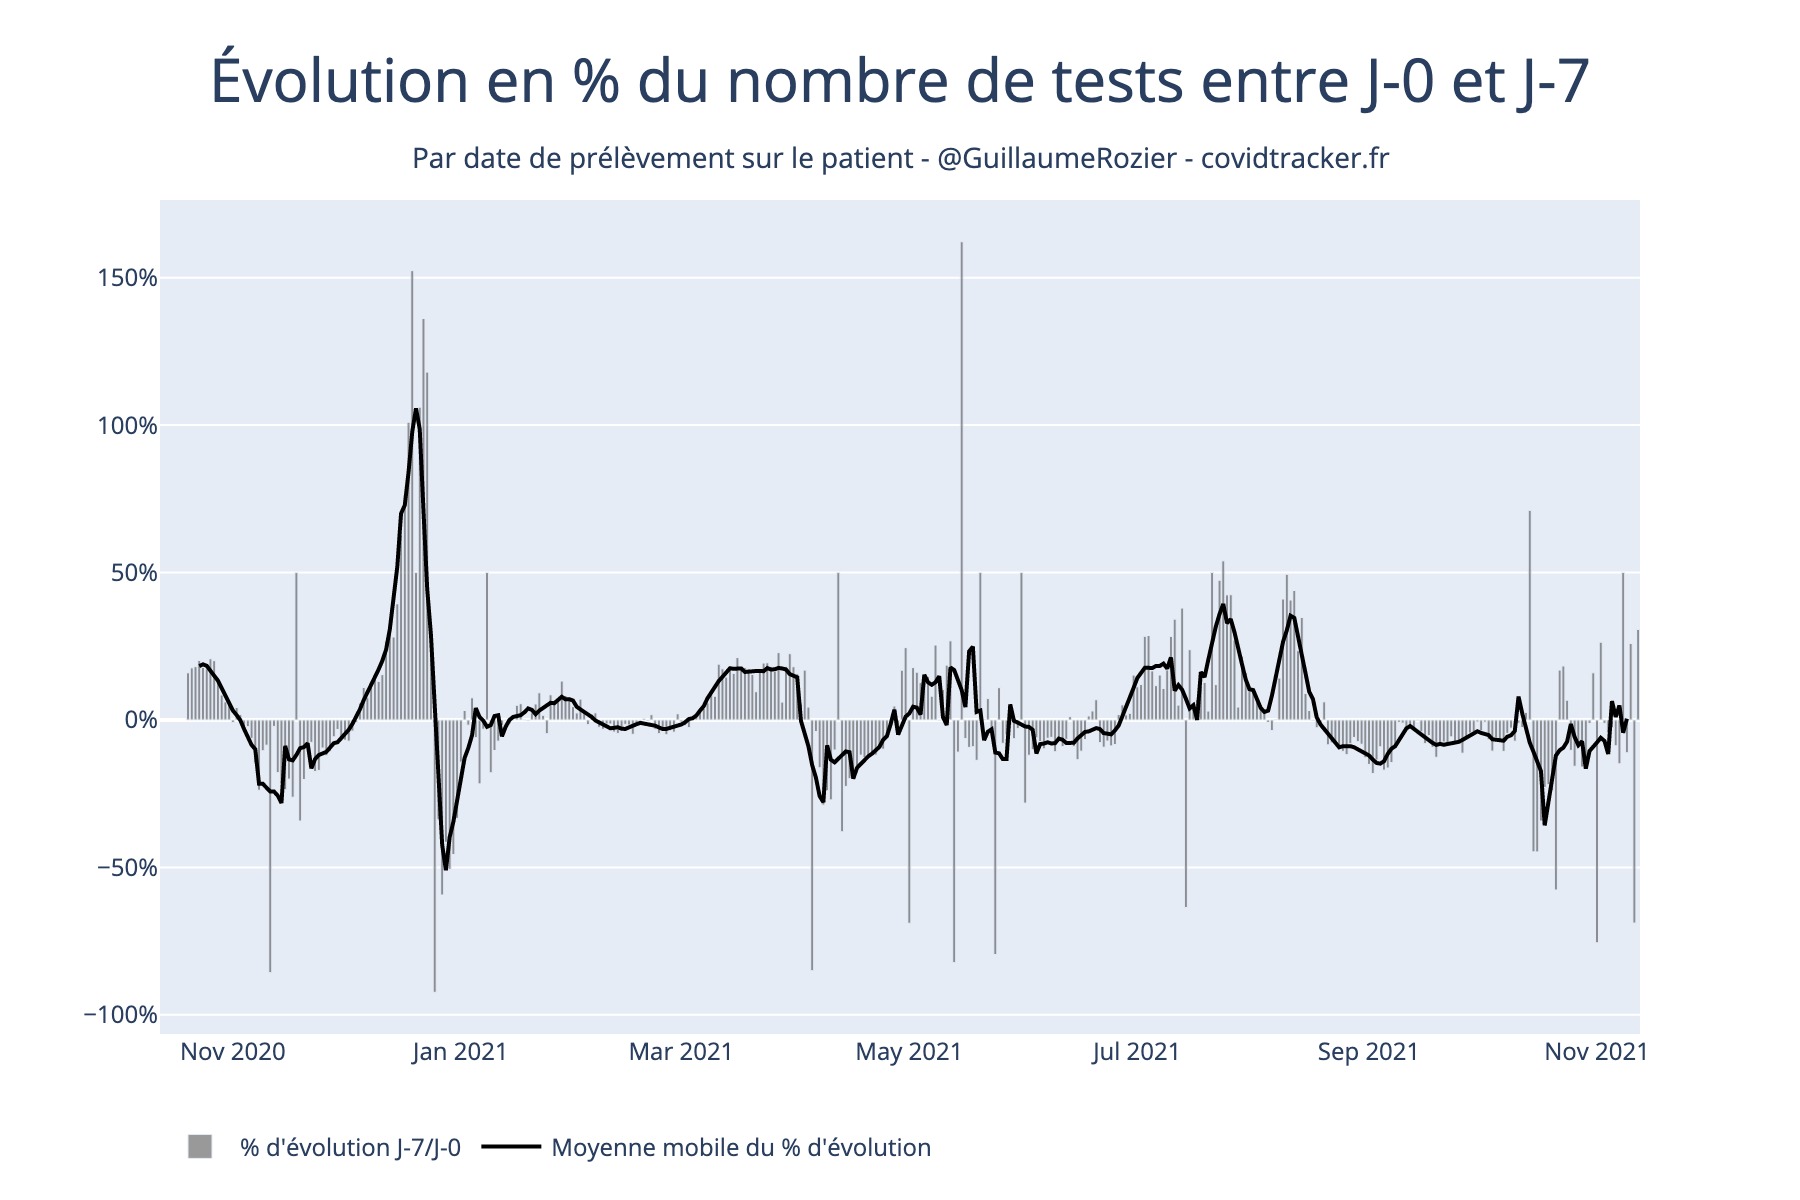 Évolution en % du nombre de tests entre J-0 et J-7
Par date de prélèvement sur le patient - @GuillaumeRozier - covidtracker.fr
150%
100%
50%
0%
−50%
−100%
Nov 2020 Jan 2021 Mar 2021 May 2021 Jul 2021 Sep 2021 Nov 2021
% d'évolution J-7/J-0 Moyenne mobile du % d'évolution